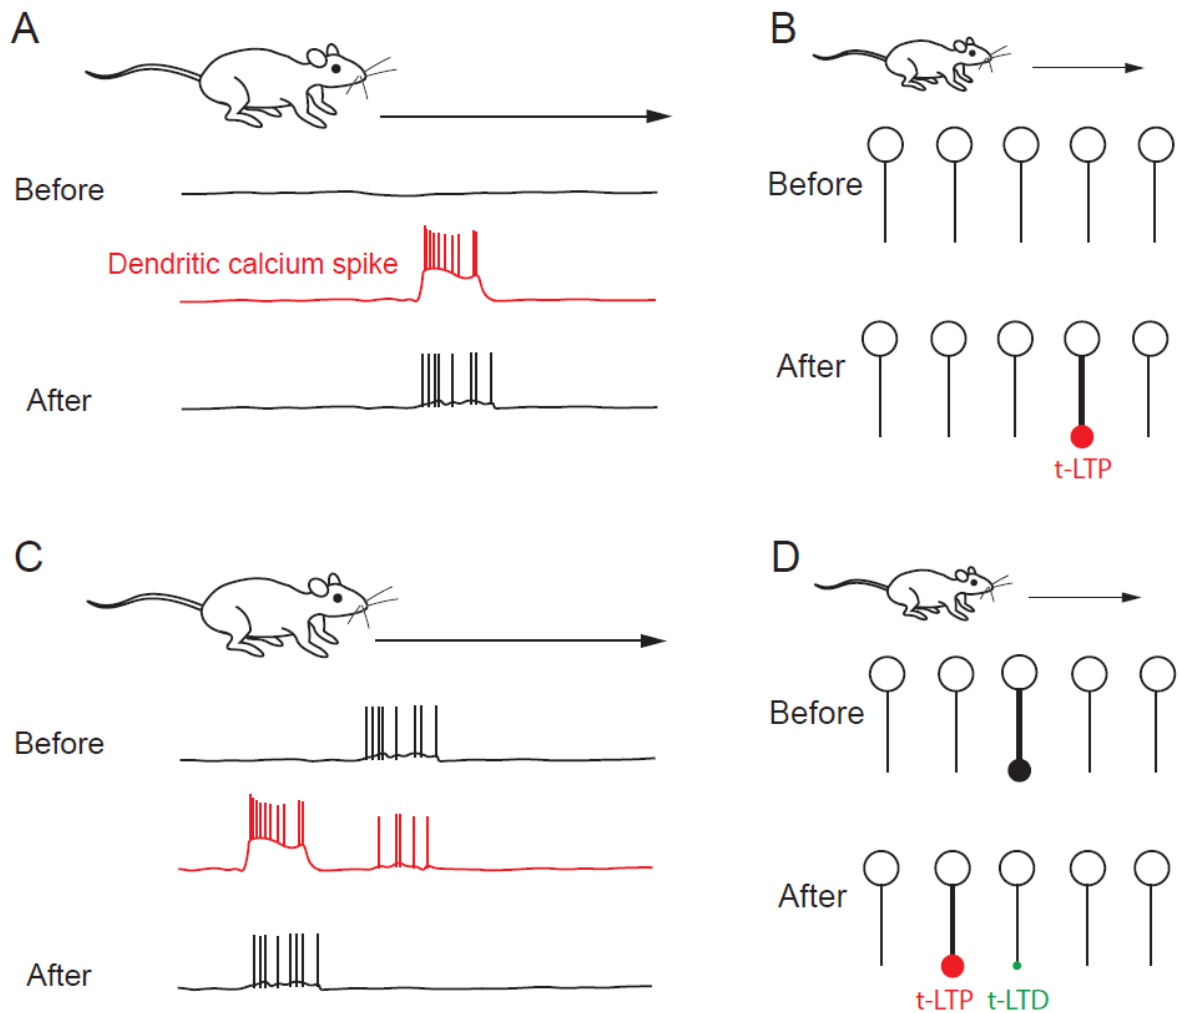 A
B
Before
Dendritic calcium spike
After
Before
After
t-LTP
C
D
Before
After
Before
After
t-LTP
t-LTD